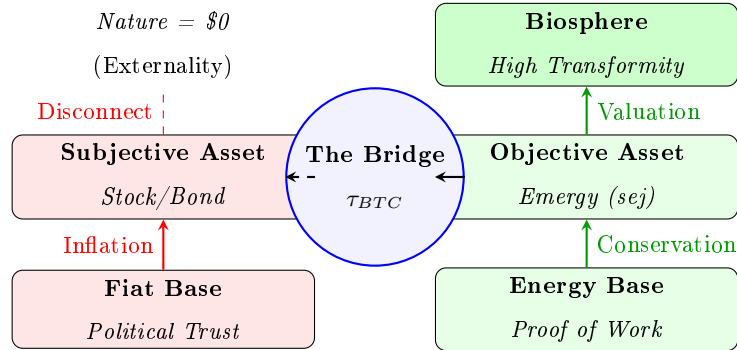 Nature = $0
(Externality)
Disconnect
Subjective Asset
Stock/Bond
Inflation
Fiat Base
Political Trust
The Bridge
τ_BTC
Biosphere
High Transformity
Valuation
Objective Asset
Emergy (sej)
Conservation
Energy Base
Proof of Work